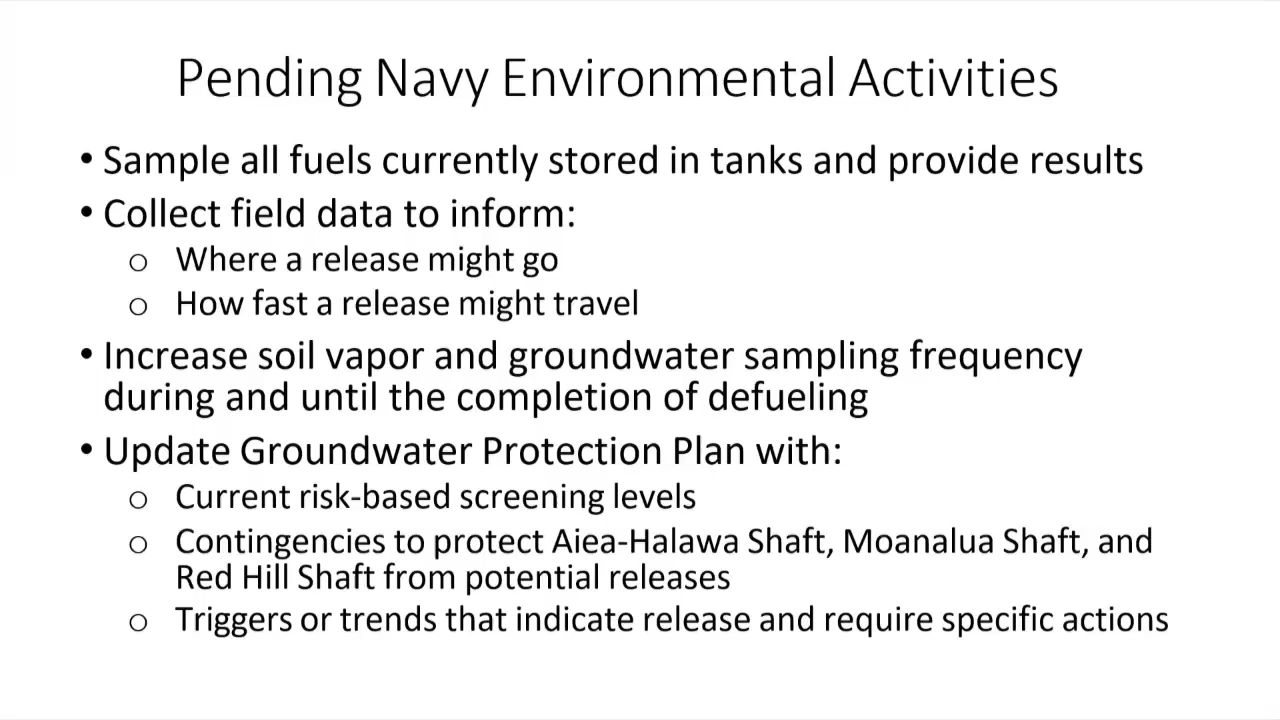 Pending Navy Environmental Activities
• Sample all fuels currently stored in tanks and provide results
• Collect field data to inform:
o Where a release might go
o How fast a release might travel
• Increase soil vapor and groundwater sampling frequency
during and until the completion of defueling
• Update Groundwater Protection Plan with:
o Current risk-based screening levels
o Contingencies to protect Aiea-Halawa Shaft, Moanalua Shaft, and
Red Hill Shaft from potential releases
o Triggers or trends that indicate release and require specific actions